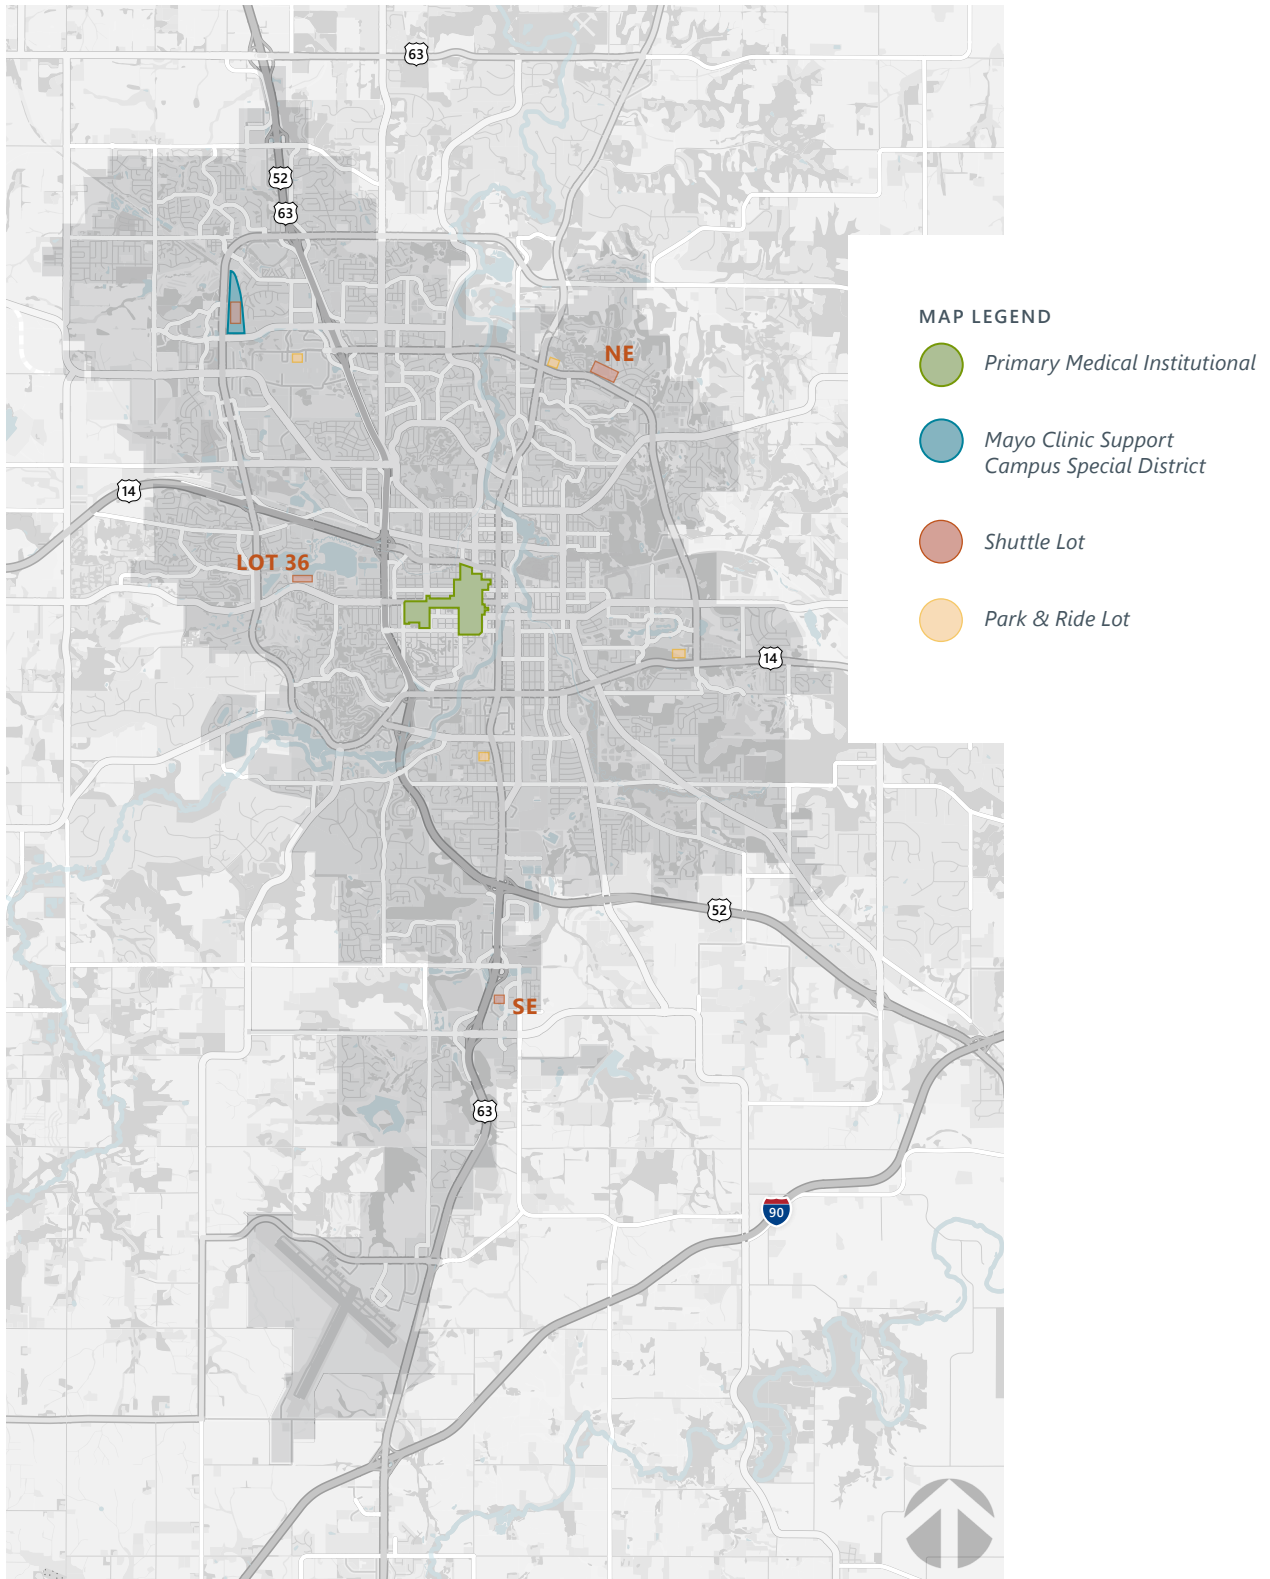 63
52
63
NE
14
LOT 36
14
52
SE
63
90
MAP LEGEND
Primary Medical Institutional
Mayo Clinic Support
Campus Special District
Shuttle Lot
Park & Ride Lot